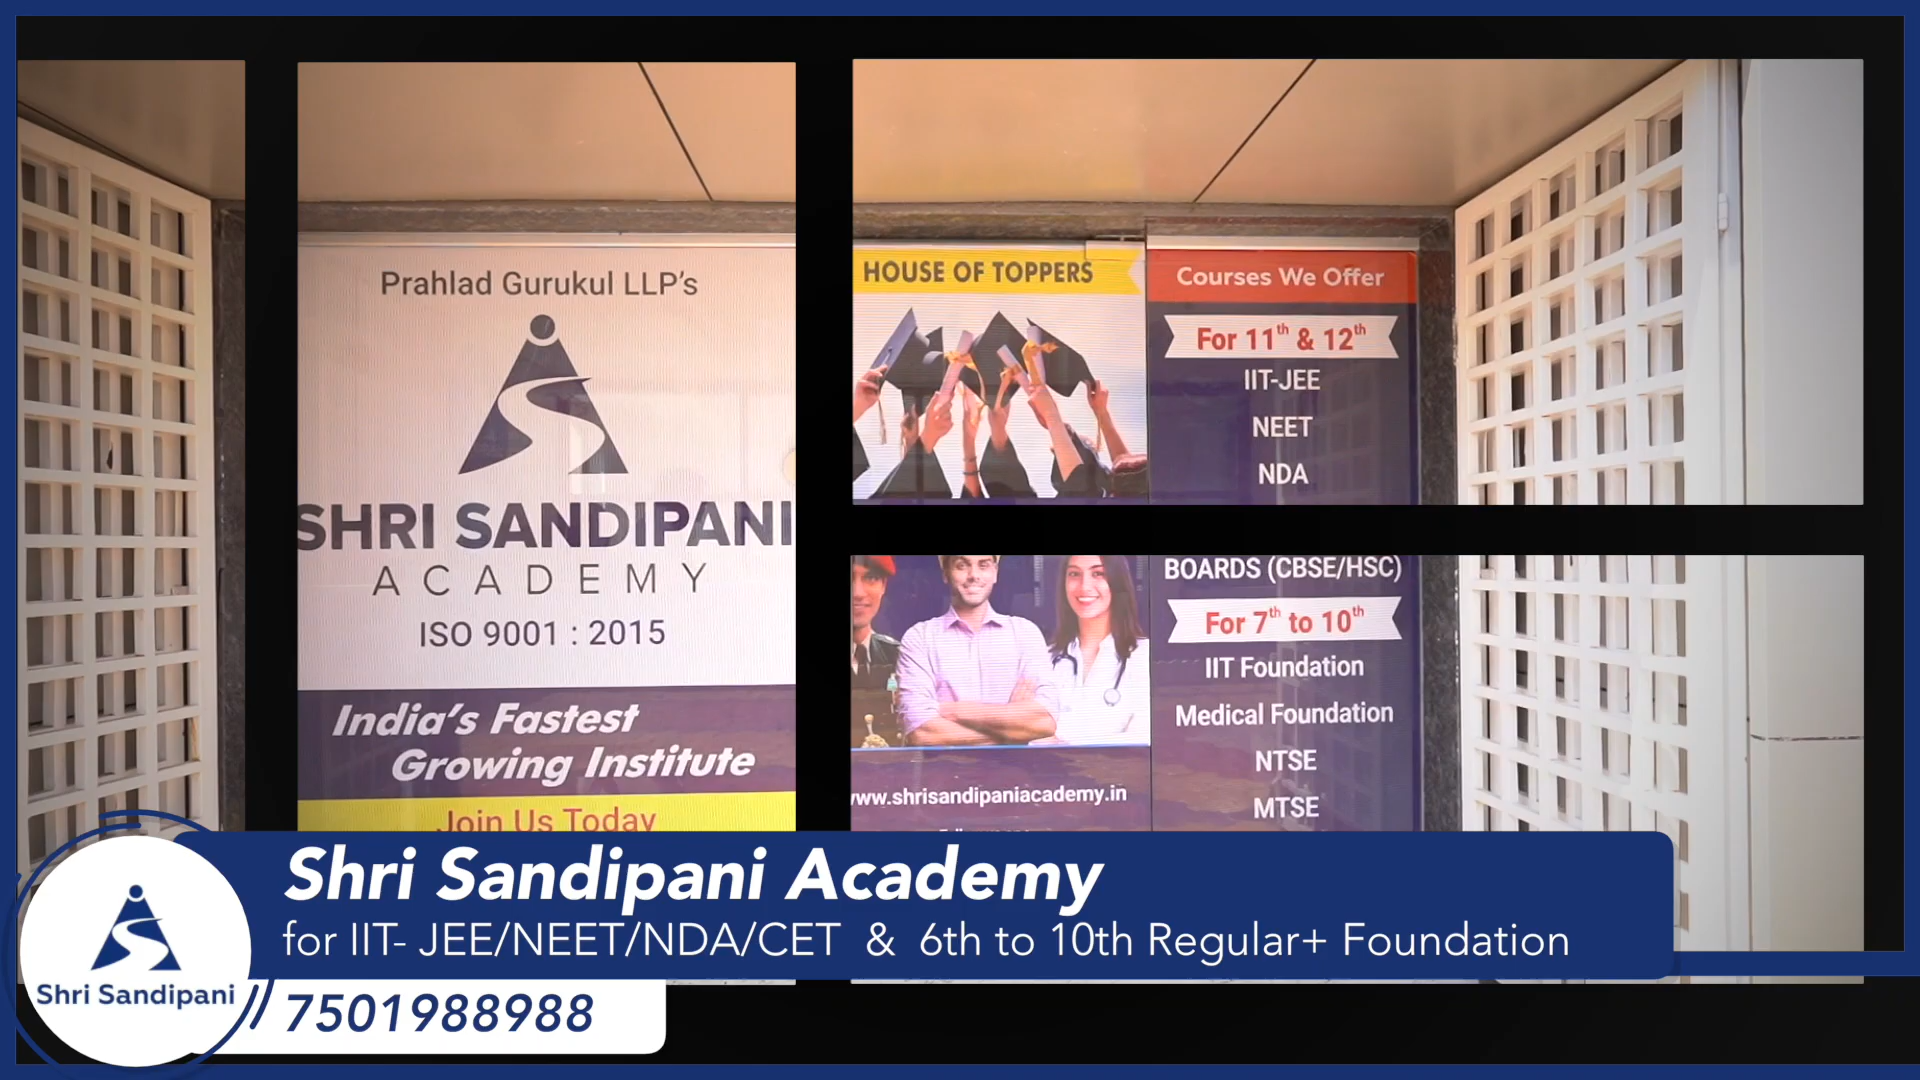 Prahlad Gurukul LLP's
SHRI SANDIPANI
ACADEMY
ISO 9001 : 2015
India's Fastest
Growing Institute
Join Us Today
HOUSE OF TOPPERS
www.shrisandipaniacademy.in
Courses We Offer
For 11th & 12th
IIT-JEE
NEET
NDA
BOARDS (CBSE/HSC)
For 7th to 10th
IIT Foundation
Medical Foundation
NTSE
MTSE
Shri Sandipani Academy
for IIT- JEE/NEET/NDA/CET & 6th to 10th Regular+ Foundation
Shri Sandipani
7501988988